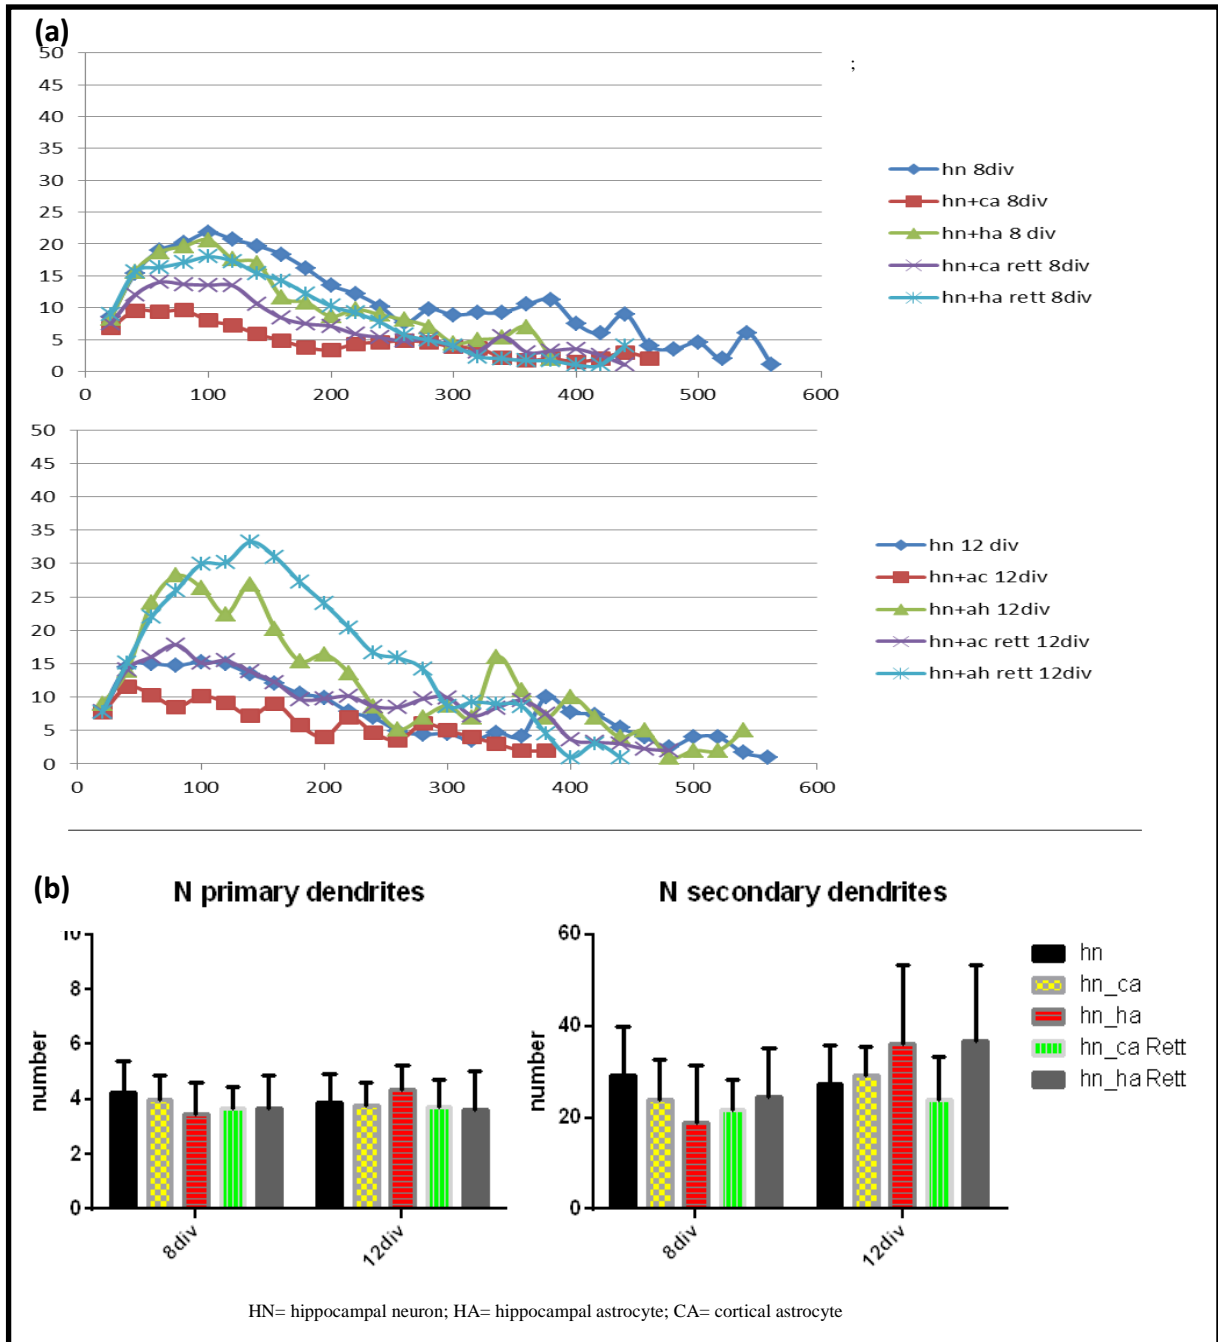 (a)
50
45
40
35
30
25
20
15
10
5
0
0 100 200 300 400 500 600
;
hn 8div
hn+ca 8div
hn+ha 8 div
hn+ca rett 8div
hn+ha rett 8div
50
45
40
35
30
25
20
15
10
5
0
0 100 200 300 400 500 600
hn 12 div
hn+ac 12div
hn+ah 12div
hn+ac rett 12div
hn+ah rett 12div
(b)
N primary dendrites
number
10
8
6
4
2
0
8div 12div
N secondary dendrites
number
60
40
20
0
8div 12div
hn
hn_ca
hn_ha
hn_ca Rett
hn_ha Rett
HN= hippocampal neuron; HA= hippocampal astrocyte; CA= cortical astrocyte